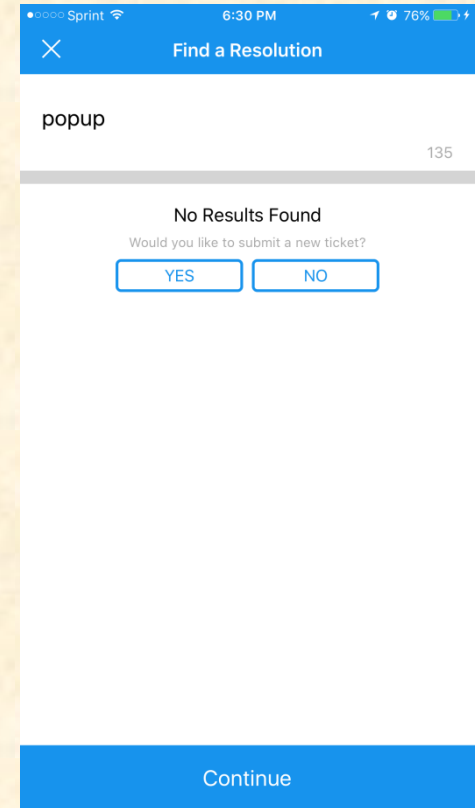 Sprint 6:30 PM 76%
Find a Resolution
popup
135
No Results Found
Would you like to submit a new ticket?
YES NO
Continue